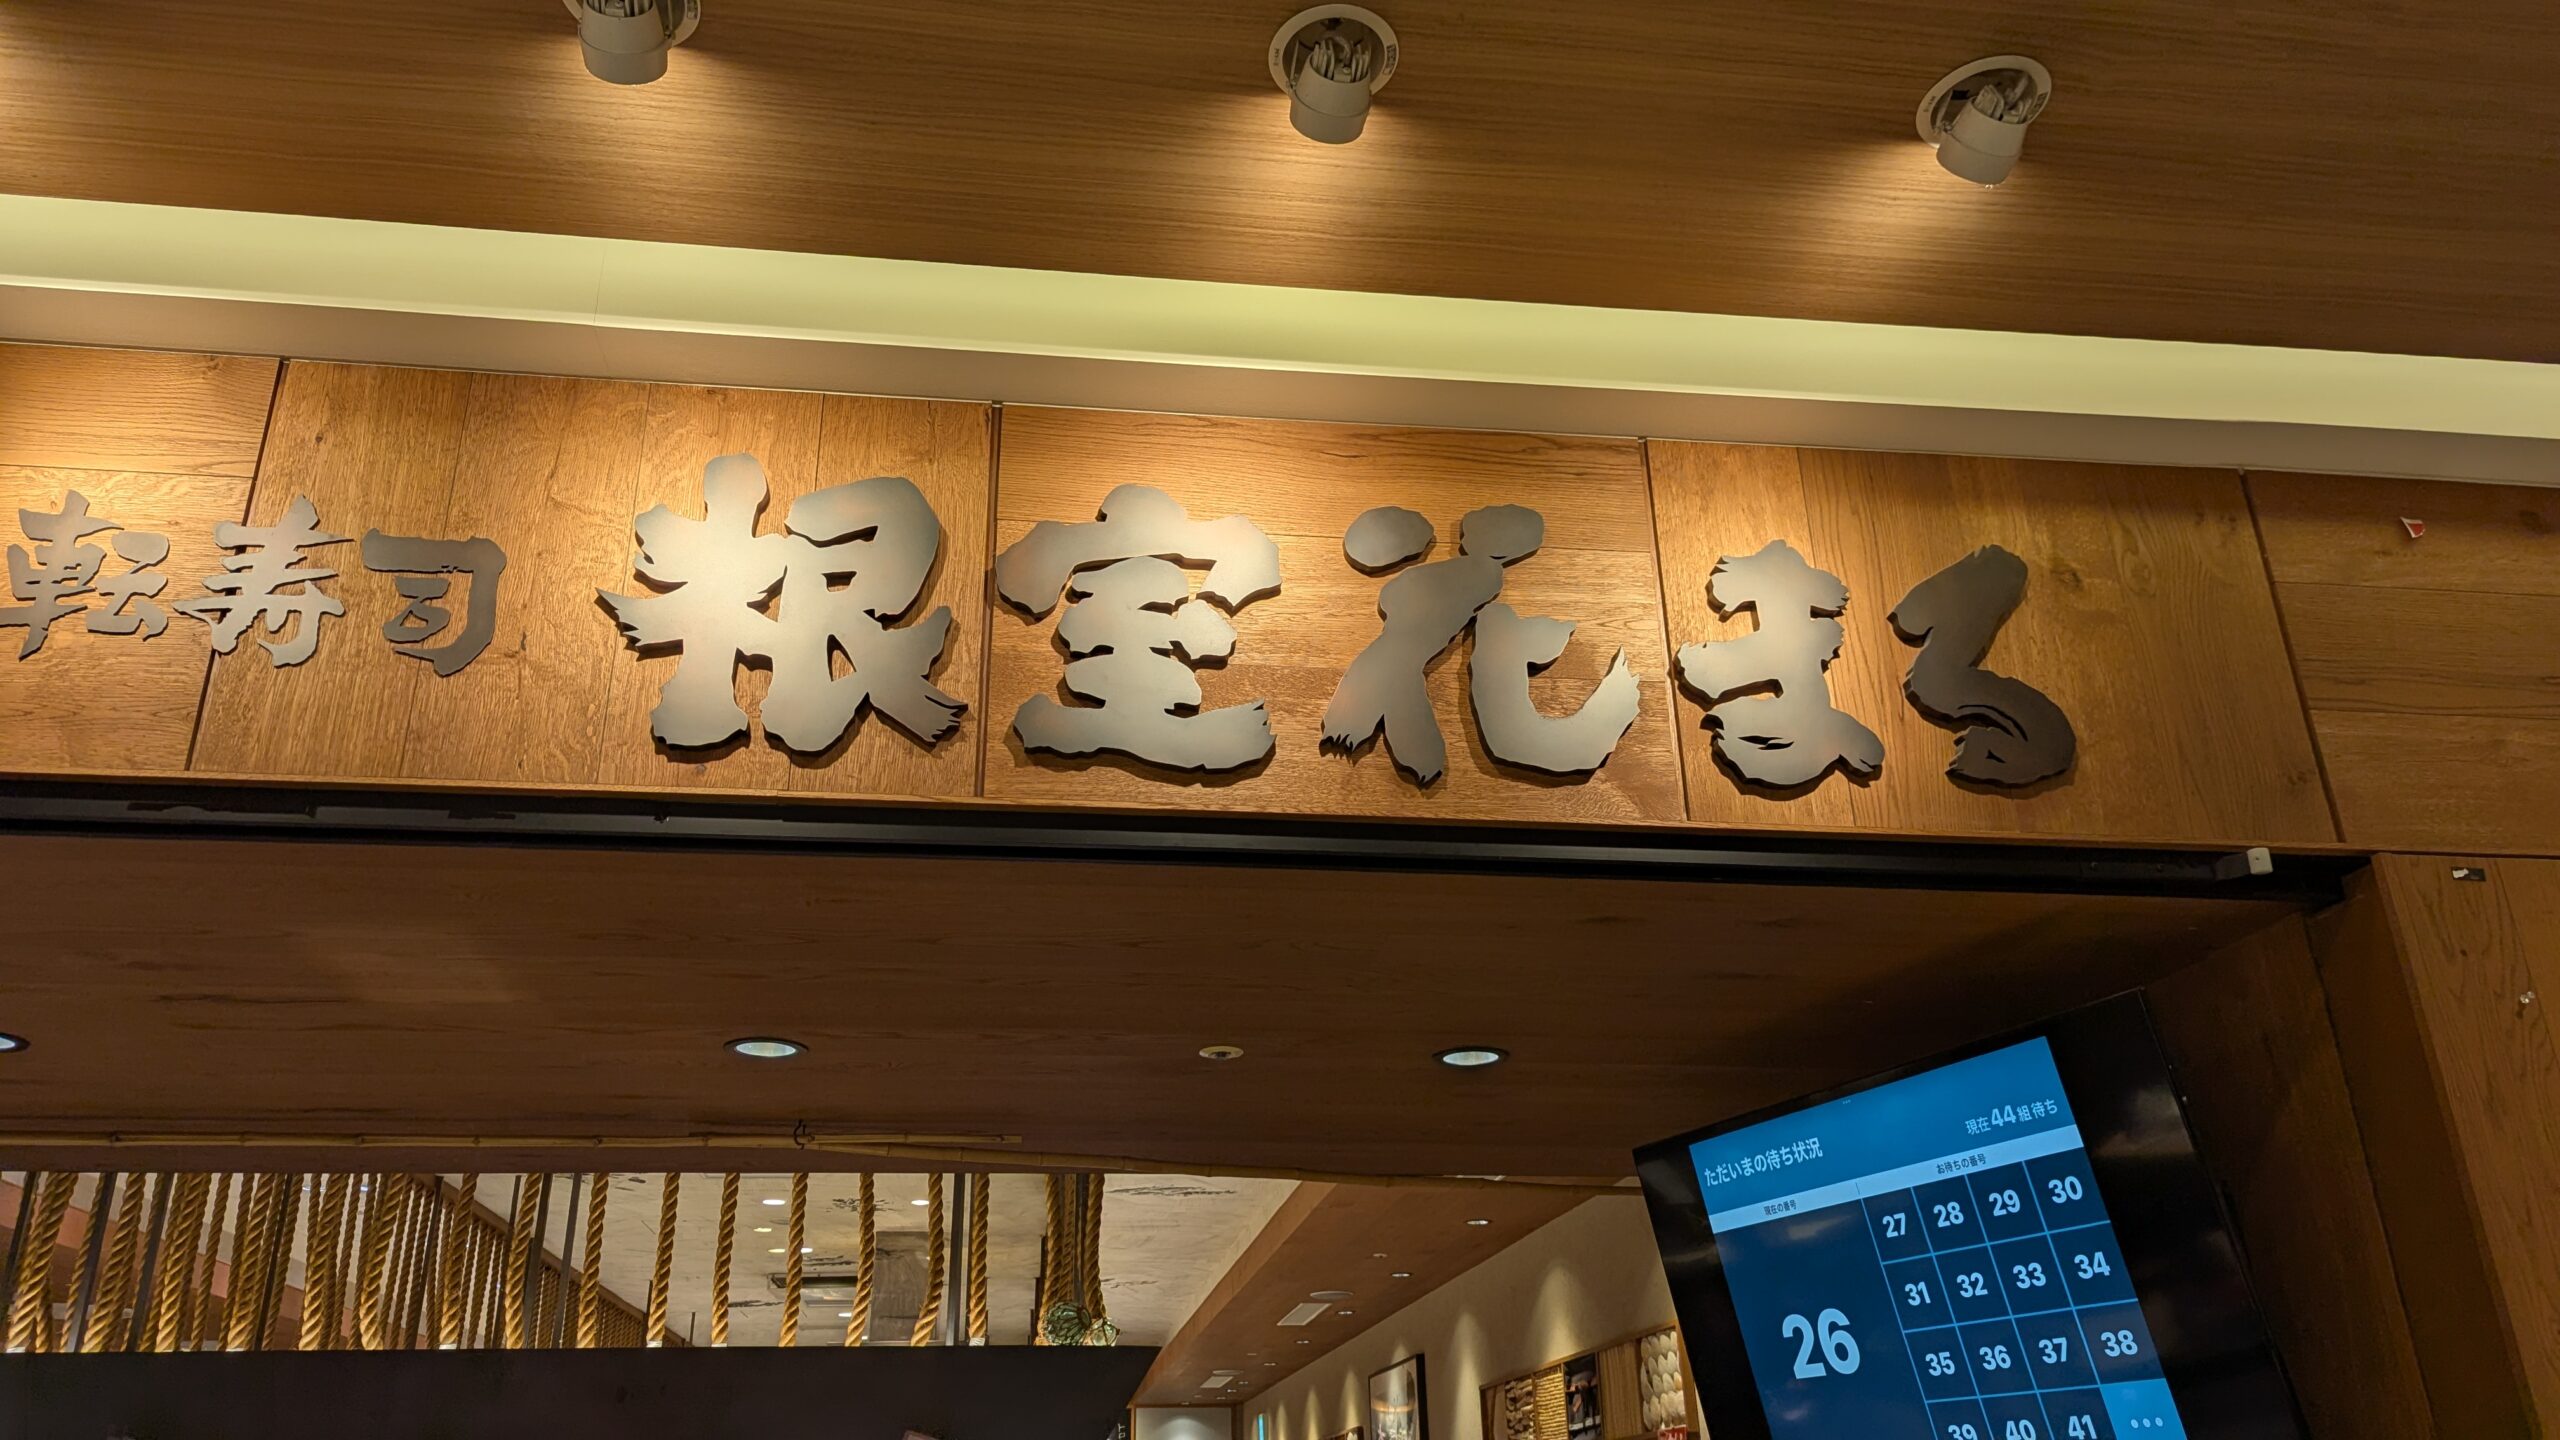 転寿司 根室花まる
ただいまの待ち状況
現在44組待ち
現在の番号
お待ちの番号
26
27 28 29 30
31 32 33 34
35 36 37 38
39 40 41 ...